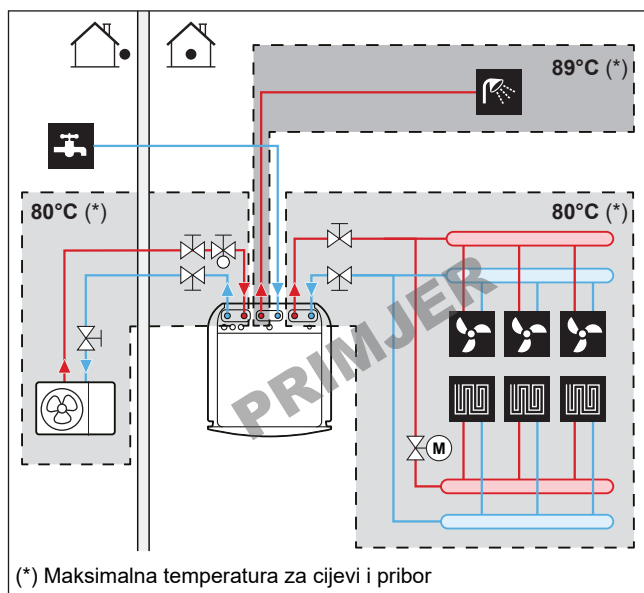 89°C (*)
80°C (*)
80°C (*)
PRIMJER
M
(*) Maksimalna temperatura za cijevi i pribor